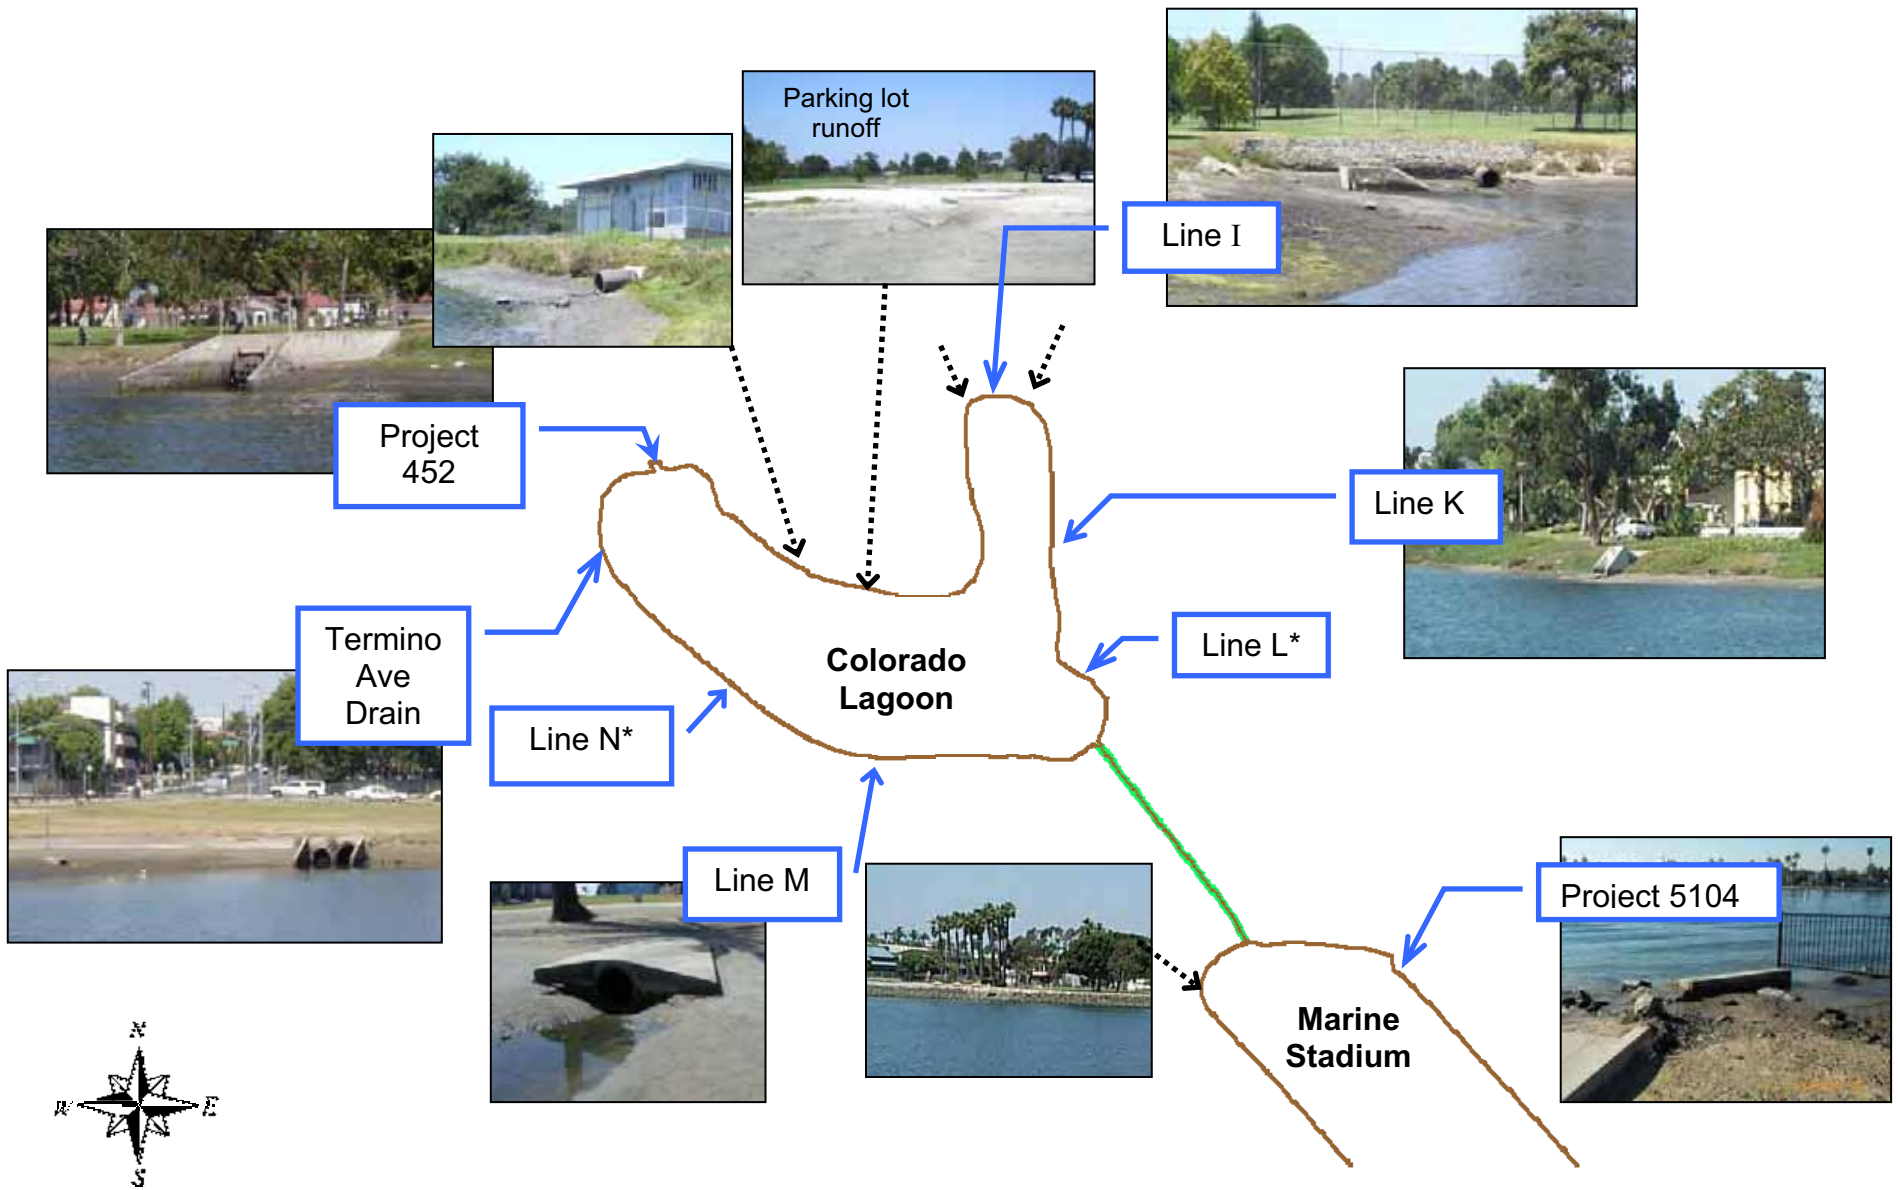 Parking lot
runoff
Line I
Project
452
Line K
Termino
Ave
Drain
Colorado
Lagoon
Line L*
Line N*
Line M
Project 5104
Marine
Stadium
N
E
S